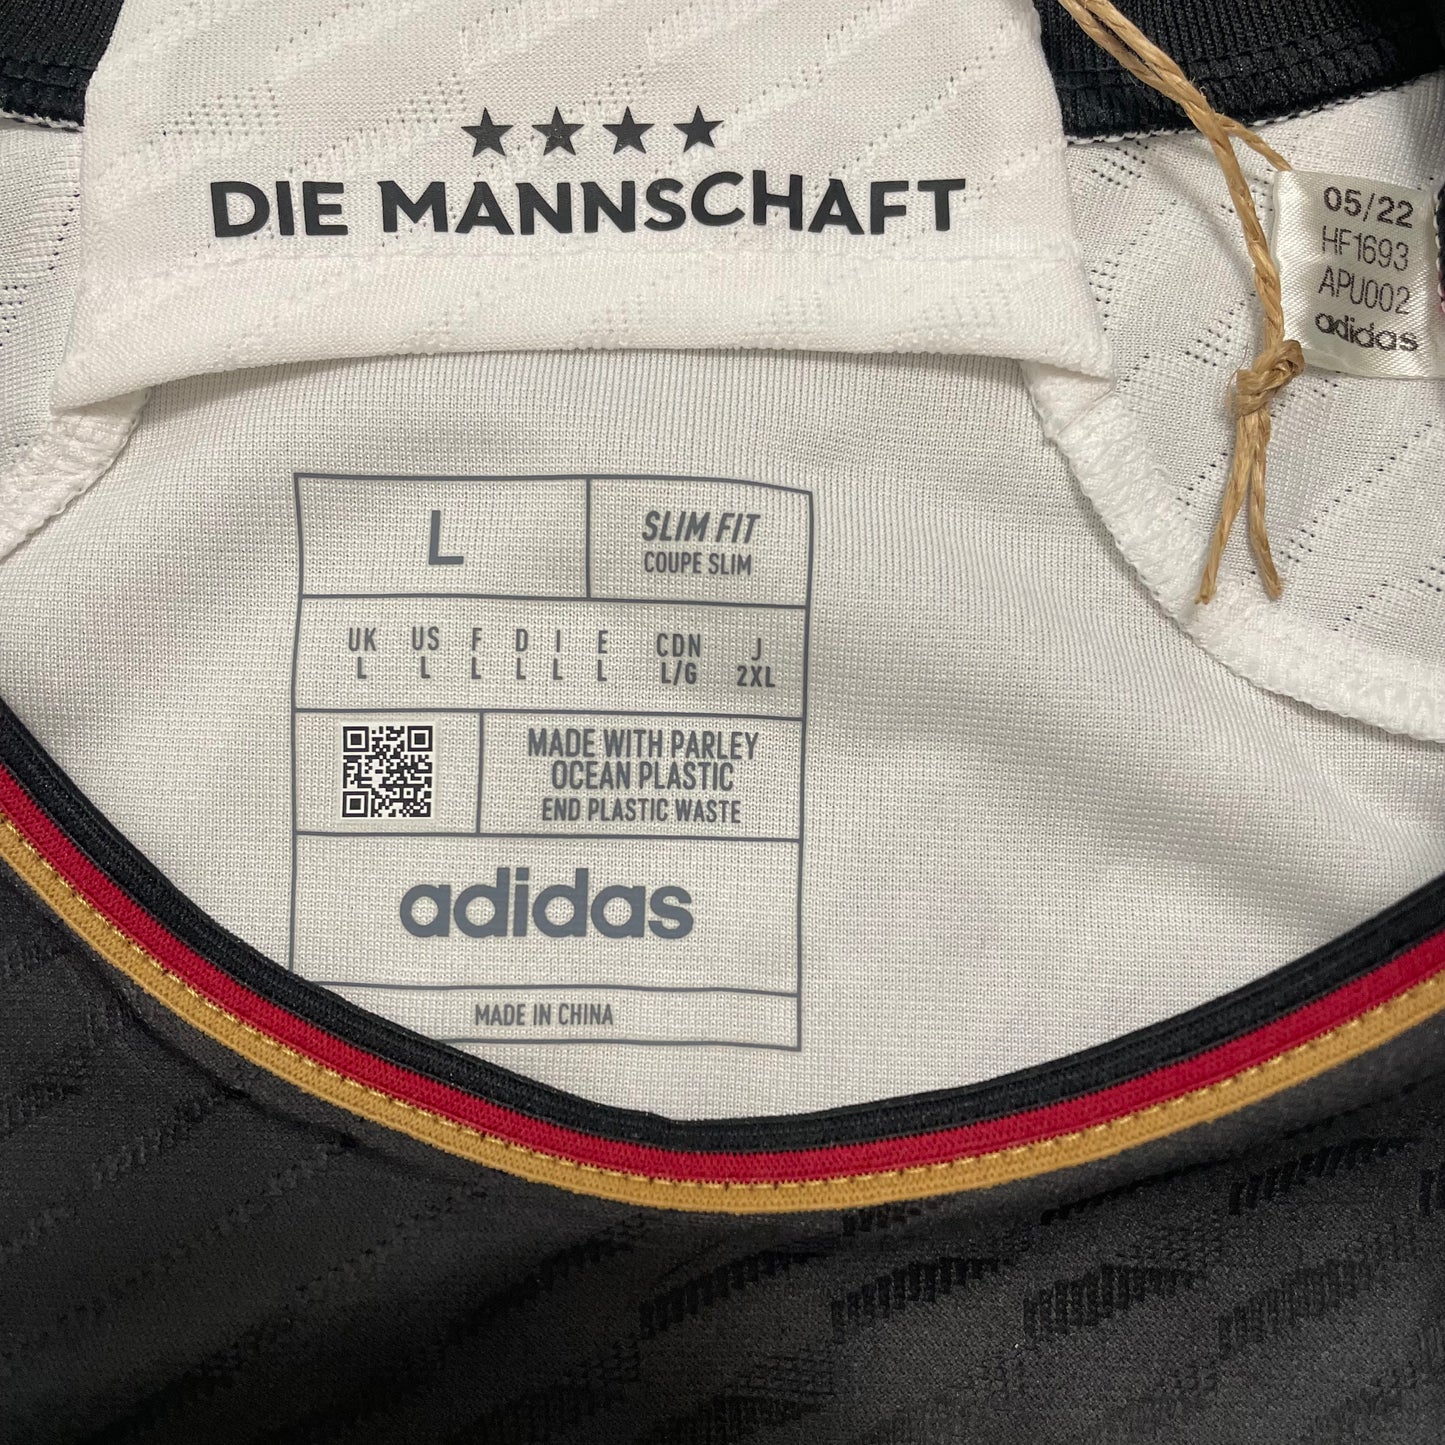 ★★★★
DIE MANNSCHAFT
05/22
HF1693
APU002
adidas
L
SLIM FIT
COUPE SLIM
UK US F D I E CDN J
L L L L L L L/G 2XL
MADE WITH PARLEY
OCEAN PLASTIC
END PLASTIC WASTE
adidas
MADE IN CHINA